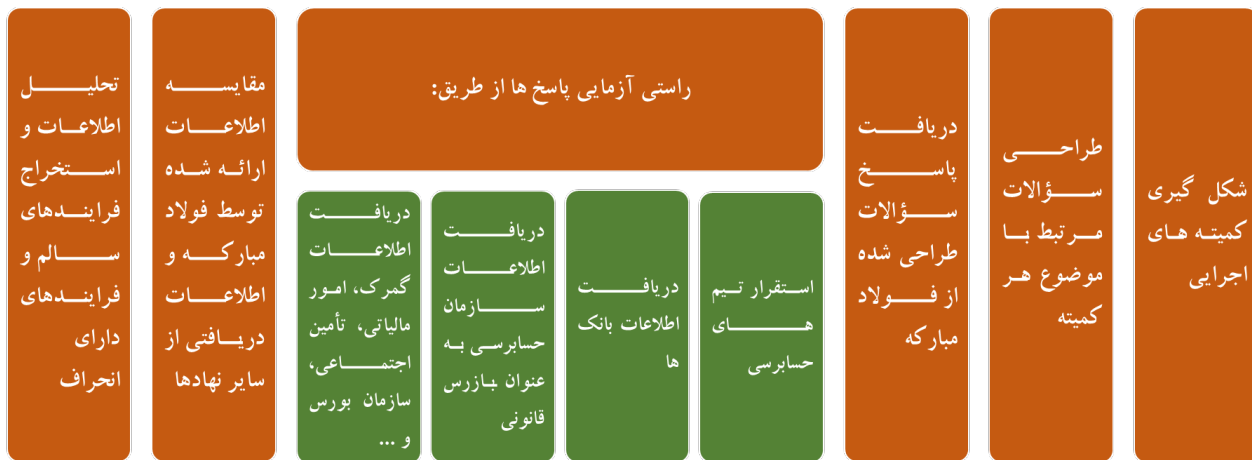 شکل گیری
کمیته های
اجرایی
طراحی
سؤالات
مرتبط با
موضوع هر
کمیته
دریافت
پاسخ
سؤالات
طراحی شده
از فولاد
مبارکه
راستی آزمایی پاسخ ها از طریق:
استقرار تیم
های
حسابرسی
دریافت
اطلاعات بانک
ها
دریافت
اطلاعات
سازمان
حسابرسی به
عنوان بازرس
قانونی
دریافت
اطلاعات
گمرک، امور
مالیاتی، تأمین
اجتماعی،
سازمان بورس
و ...
مقایسه
اطلاعات
ارائه شده
توسط فولاد
مبارکه و
اطلاعات
دریافتی از
سایر نهادها
تحلیل
اطلاعات و
استخراج
فرایندهای
سالم و
فرایندهای
دارای
انحراف